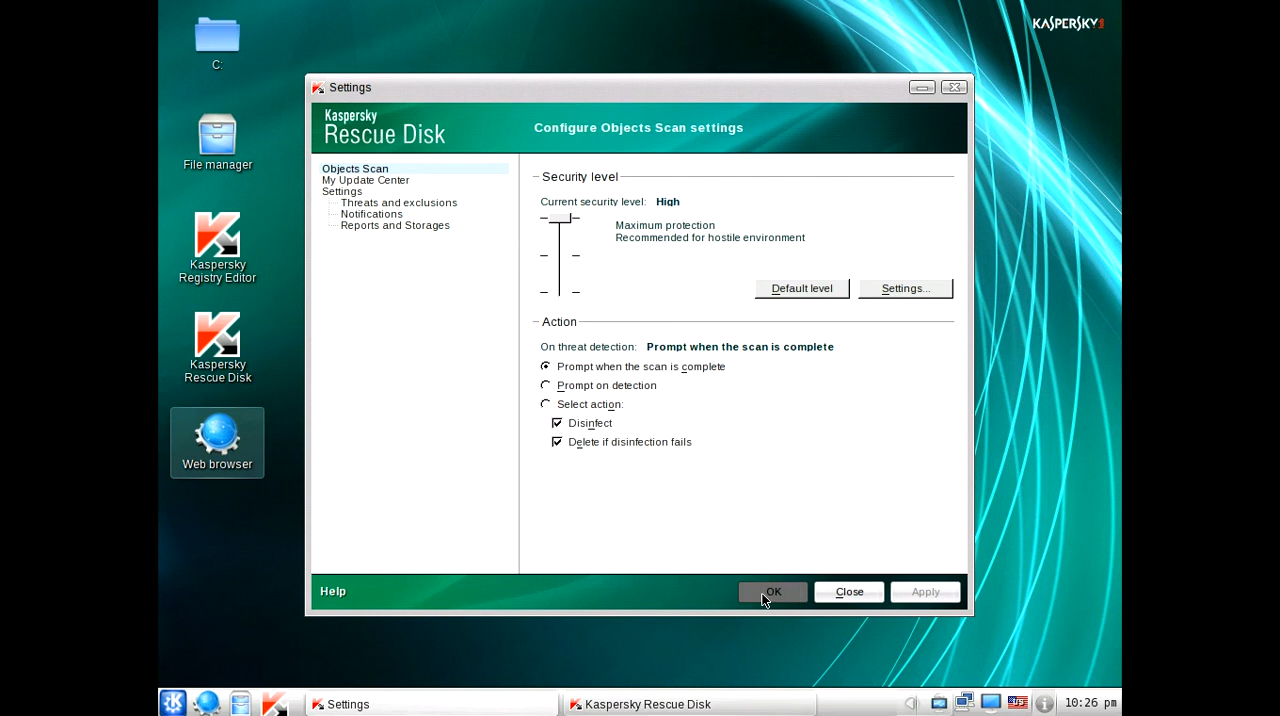 KASPERSKY
C:
File manager
Kaspersky
Registry Editor
Kaspersky
Rescue Disk
Web browser
Settings
Kaspersky
Rescue Disk
Configure Objects Scan settings
Objects Scan
My Update Center
Settings
Threats and exclusions
Notifications
Reports and Storages
Security level
Current security level: High
Maximum protection
Recommended for hostile environment
Default level
Settings...
Action
On threat detection: Prompt when the scan is complete
Prompt when the scan is complete
Prompt on detection
Select action:
Disinfect
Delete if disinfection fails
Help
OK
Close
Apply
Settings
Kaspersky Rescue Disk
US
10:26 pm